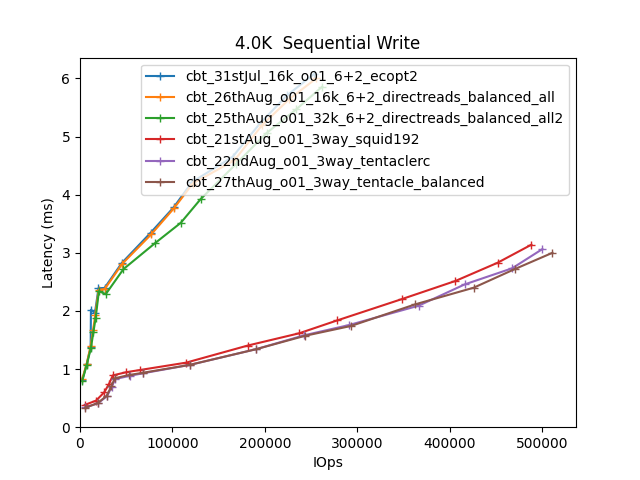 4.0K  Sequential Write
cbt_31stJul_16k_o01_6+2_ecopt2
cbt_26thAug_o01_16k_6+2_directreads_balanced_all
cbt_25thAug_o01_32k_6+2_directreads_balanced_all2
cbt_21stAug_o01_3way_squid192
cbt_22ndAug_o01_3way_tentaclerc
cbt_27thAug_o01_3way_tentacle_balanced
Latency (ms)
6
5
4
3
2
1
0
0 100000 200000 300000 400000 500000
IOps